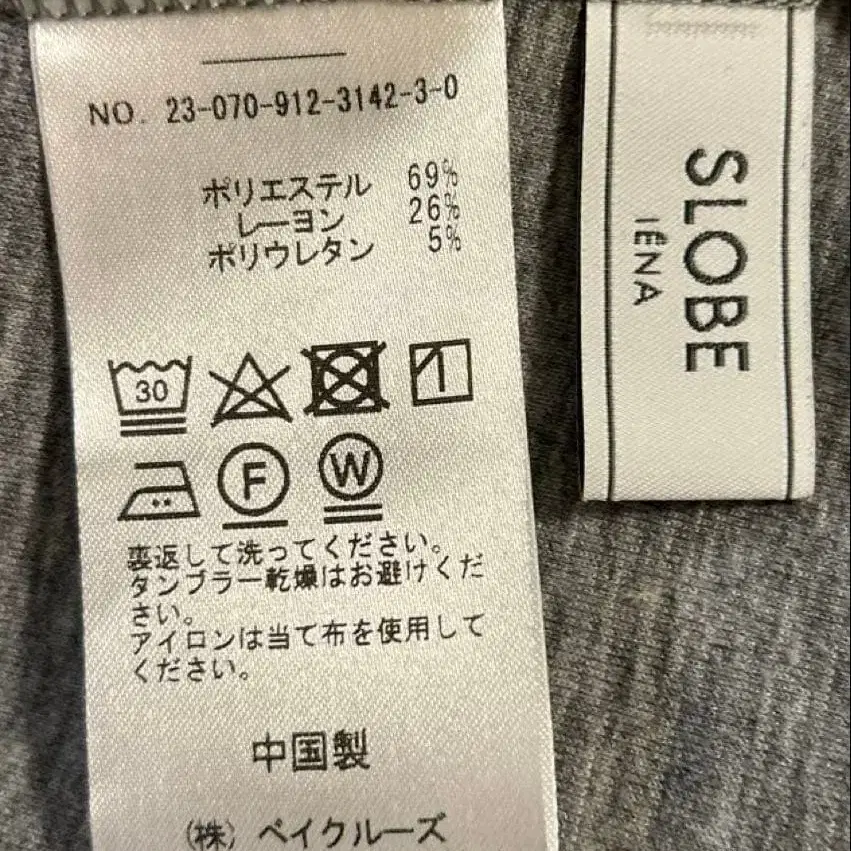 NO. 23-070-912-3142-3-0
ポリエステル 69%
レーヨン 26%
ポリウレタン 5%
30
F
W
裏返して洗ってください。
タンブラー乾燥はお避けくだ
さい。
アイロンは当て布を使用して
ください。
中国製
(株) ベイクルーズ
SLOBE
IÉNA